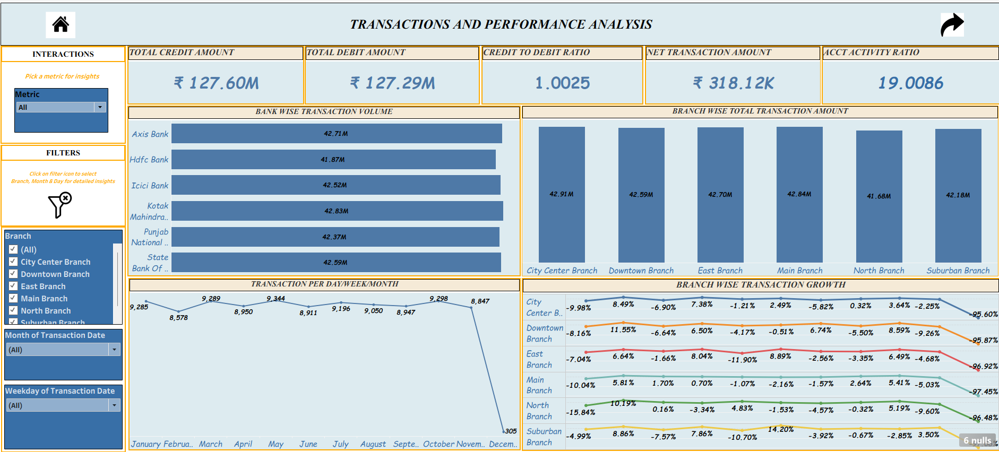 TRANSACTIONS AND PERFORMANCE ANALYSIS
INTERACTIONS
Pick a metric for insights
Metric
All
FILTERS
Click on filter icon to select
Branch, Month & Day for detailed insights
Branch
(All)
City Center Branch
Downtown Branch
East Branch
Main Branch
North Branch
Suburban Branch
Month of Transaction Date
(All)
Weekday of Transaction Date
(All)
TOTAL CREDIT AMOUNT
₹ 127.60M
TOTAL DEBIT AMOUNT
₹ 127.29M
CREDIT TO DEBIT RATIO
1.0025
NET TRANSACTION AMOUNT
₹ 318.12K
ACCT ACTIVITY RATIO
19.0086
BANK WISE TRANSACTION VOLUME
Axis Bank 42.71M
Hdfc Bank 41.87M
Icici Bank 42.52M
Kotak
Mahindra.. 42.83M
Punjab
National .. 42.37M
State
Bank Of .. 42.59M
BRANCH WISE TOTAL TRANSACTION AMOUNT
42.91M 42.59M 42.70M 42.84M 41.68M 42.18M
City Center Branch Downtown Branch East Branch Main Branch North Branch Suburban Branch
TRANSACTION PER DAY/WEEK/MONTH
9,285 8,578 9,289 8,950 9,344 8,911 9,196 9,050 8,947 9,298 8,847 305
January Februa.. March April May June July August Septe.. October Novem.. Decem..
BRANCH WISE TRANSACTION GROWTH
City
Center B.. -9.98% 8.49% -6.90% 7.38% -1.21% 2.49% -5.82% 0.32% 3.64% -2.25% -95.60%
Downtown
Branch -8.16% 11.55% -6.64% 6.50% -4.17% -0.51% 6.74% -5.50% 8.59% -9.26% -95.87%
East
Branch -7.04% 6.64% -1.66% 8.04% -11.90% 8.89% -2.56% -3.35% 6.49% -4.68% -96.92%
Main
Branch -10.04% 5.81% 1.70% 0.70% -1.07% -2.16% -1.57% 2.64% 5.41% -5.03% -97.45%
North
Branch -15.84% 10.19% 0.16% -3.34% 4.83% -1.53% -4.57% -0.32% 5.19% -9.60% -96.48%
Suburban
Branch -4.99% 8.86% -7.57% 7.86% -10.70% 14.20% -3.92% -0.67% -2.85% 3.50%
6 nulls